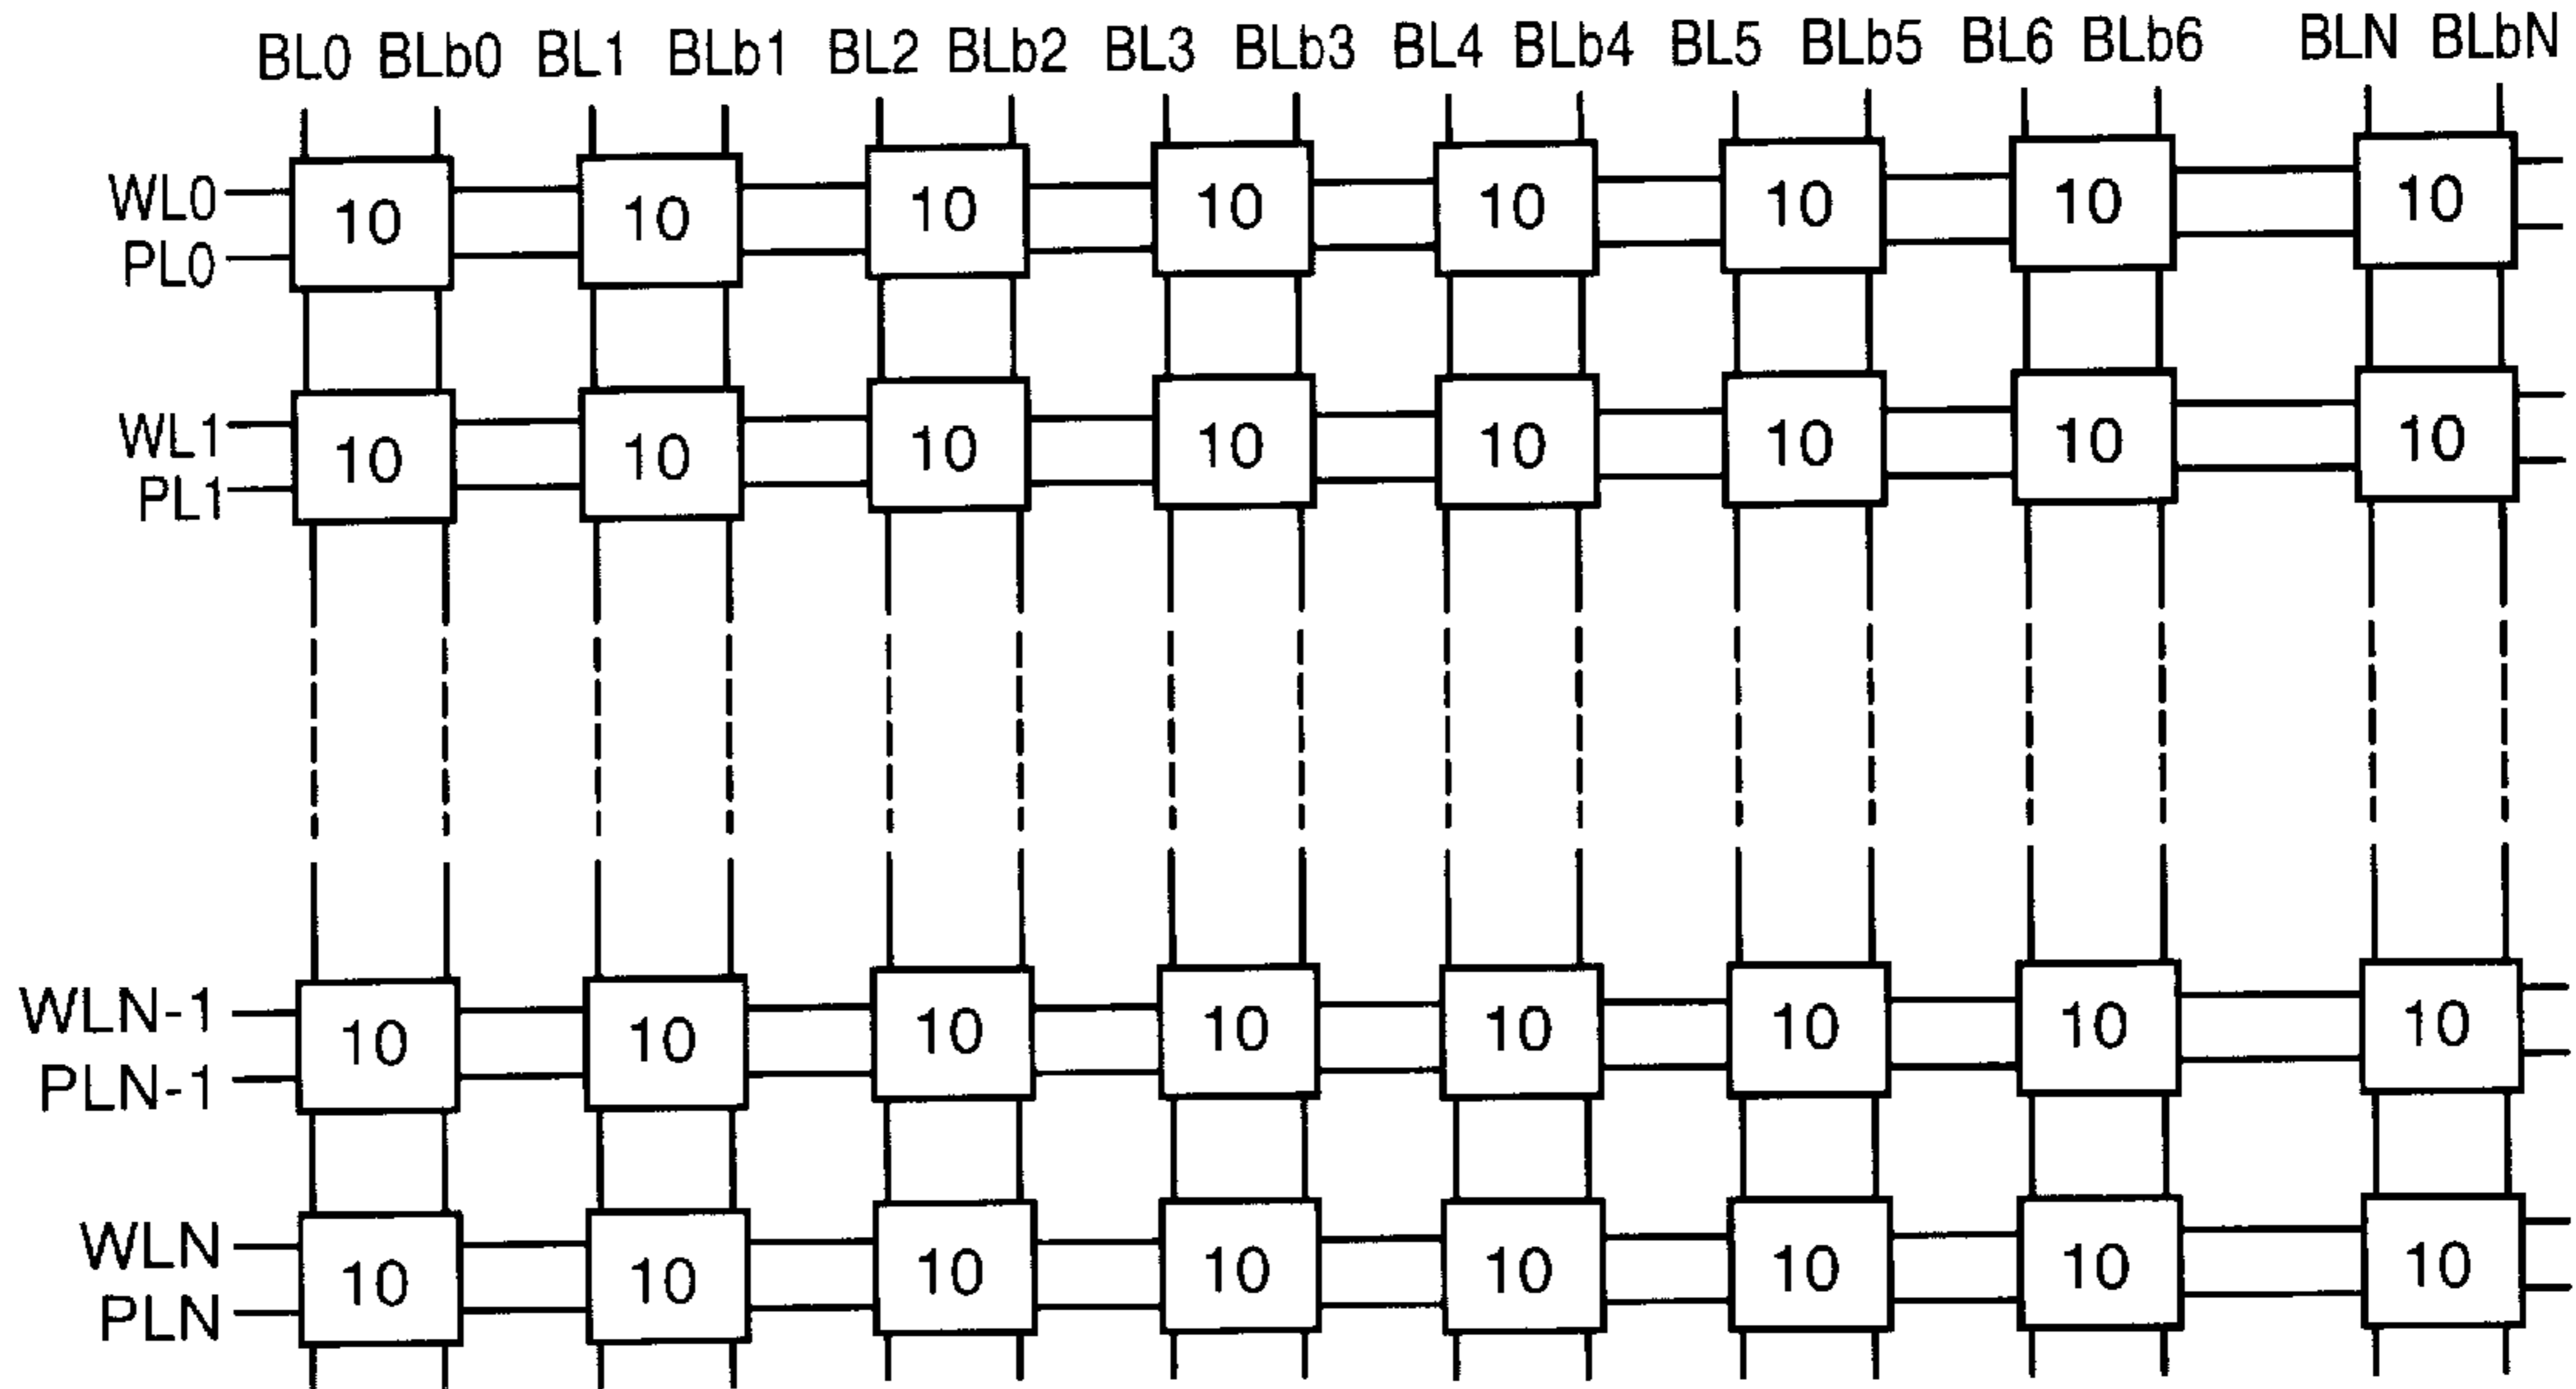 BL0 BLb0 BL1 BLb1 BL2 BLb2 BL3 BLb3 BL4 BLb4 BL5 BLb5 BL6 BLb6 BLN BLbN
WL0 10 10 10 10 10 10 10 10
PL0
WL1 10 10 10 10 10 10 10 10
PL1
WLN-1 10 10 10 10 10 10 10 10
PLN-1
WLN 10 10 10 10 10 10 10 10
PLN